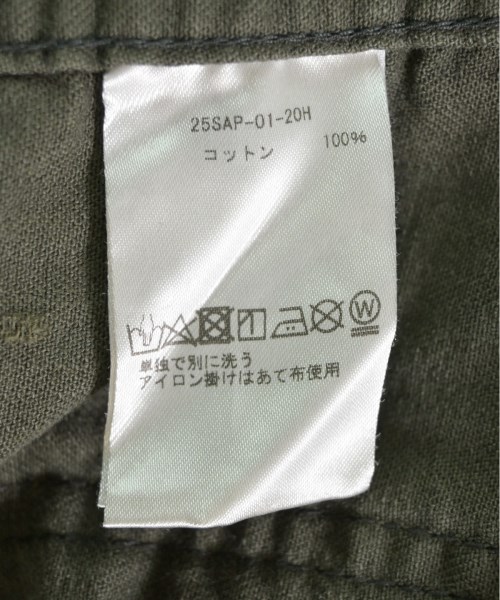 25SAP-01-20H
コットン 100%
W
単独で別に洗う
アイロン掛けはあて布使用